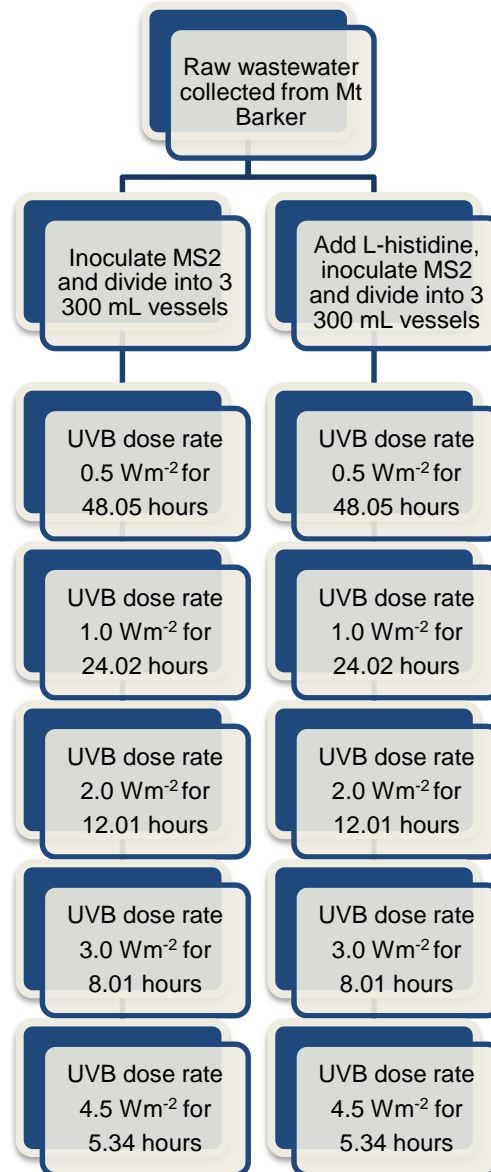 Raw wastewater
collected from Mt
Barker
Inoculate MS2
and divide into 3
300 mL vessels
Add L-histidine,
inoculate MS2
and divide into 3
300 mL vessels
UVB dose rate
0.5 Wm⁻² for
48.05 hours
UVB dose rate
0.5 Wm⁻² for
48.05 hours
UVB dose rate
1.0 Wm⁻² for
24.02 hours
UVB dose rate
1.0 Wm⁻² for
24.02 hours
UVB dose rate
2.0 Wm⁻² for
12.01 hours
UVB dose rate
2.0 Wm⁻² for
12.01 hours
UVB dose rate
3.0 Wm⁻² for
8.01 hours
UVB dose rate
3.0 Wm⁻² for
8.01 hours
UVB dose rate
4.5 Wm⁻² for
5.34 hours
UVB dose rate
4.5 Wm⁻² for
5.34 hours